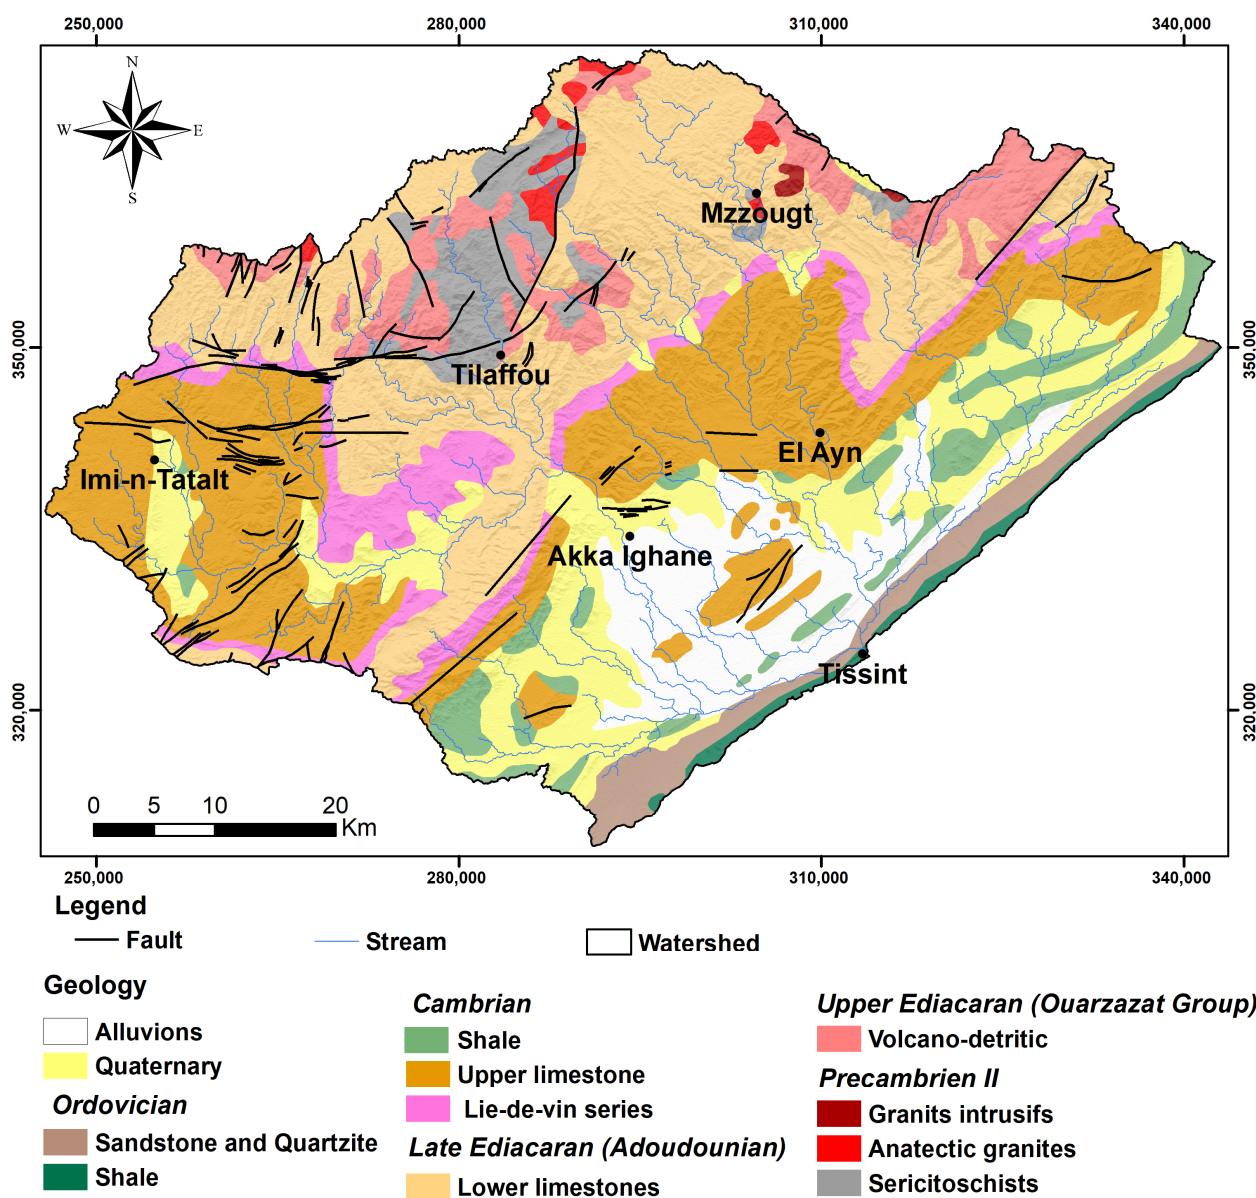 250,000 280,000 310,000 340,000
N
W E
S
350,000 350,000
320,000 320,000
Mzzougt
Tilaffou
El Ayn
Imi-n-Tatalt
Akka Ighane
Tissint
0 5 10 20
Km
250,000 280,000 310,000 340,000
Legend
Fault Stream Watershed
Geology
Alluvions
Quaternary
Ordovician
Sandstone and Quartzite
Shale
Cambrian
Shale
Upper limestone
Lie-de-vin series
Late Ediacaran (Adoudounian)
Lower limestones
Upper Ediacaran (Ouarzazat Group)
Volcano-detritic
Precambrien II
Granits intrusifs
Anatectic granites
Sericitoschists